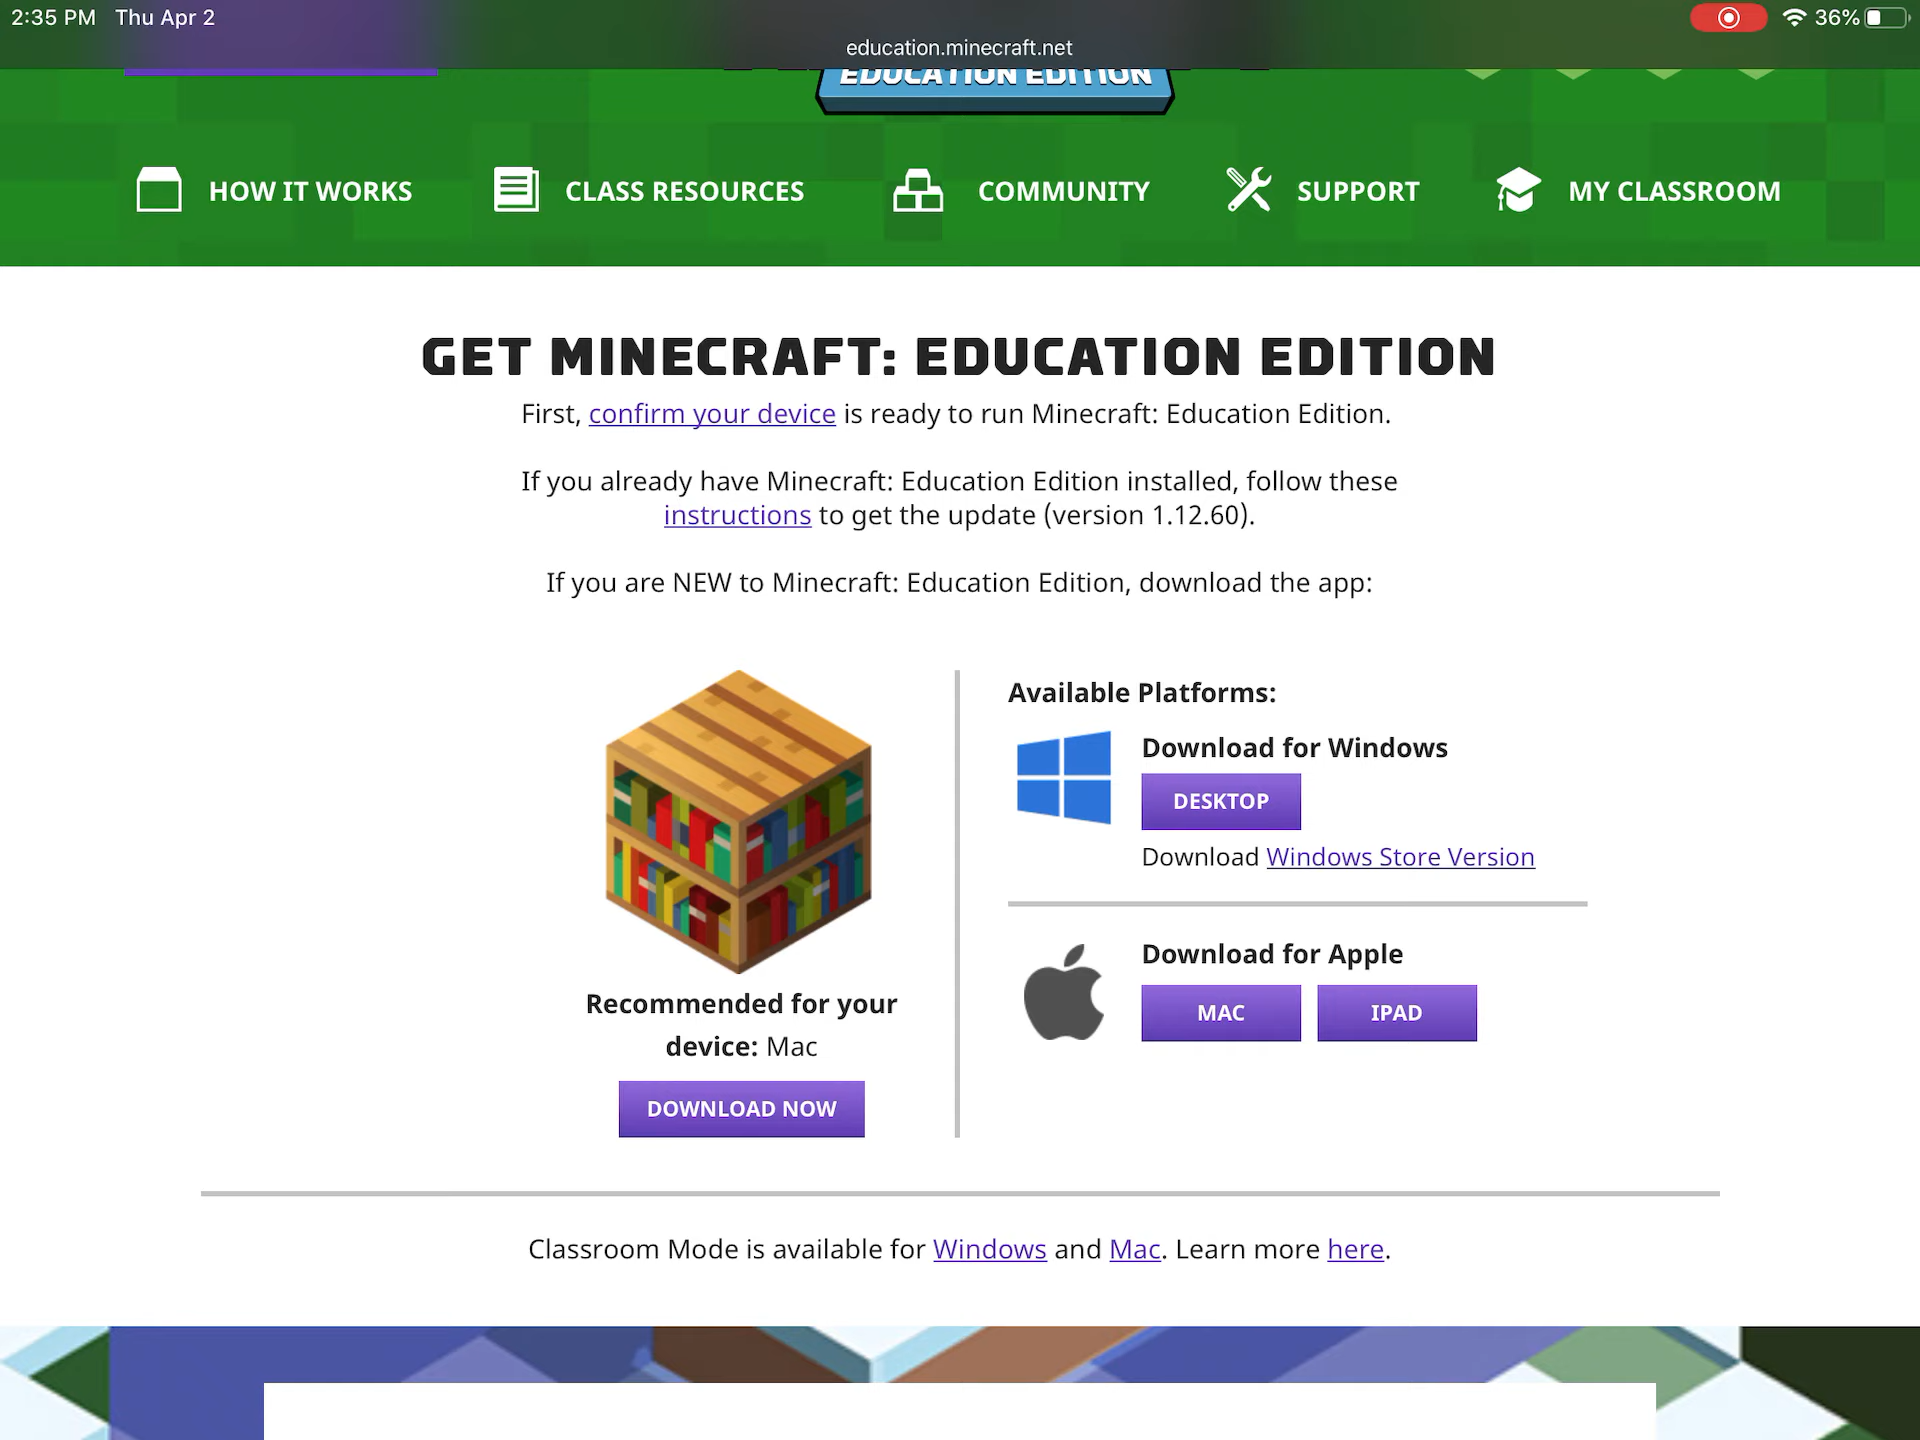 2:35 PM Thu Apr 2
36%
education.minecraft.net
EDUCATION EDITION
HOW IT WORKS
CLASS RESOURCES
COMMUNITY
SUPPORT
MY CLASSROOM
GET MINECRAFT: EDUCATION EDITION
First, confirm your device is ready to run Minecraft: Education Edition.
If you already have Minecraft: Education Edition installed, follow these
instructions to get the update (version 1.12.60).
If you are NEW to Minecraft: Education Edition, download the app:
Recommended for your
device: Mac
DOWNLOAD NOW
Available Platforms:
Download for Windows
DESKTOP
Download Windows Store Version
Download for Apple
MAC
IPAD
Classroom Mode is available for Windows and Mac. Learn more here.